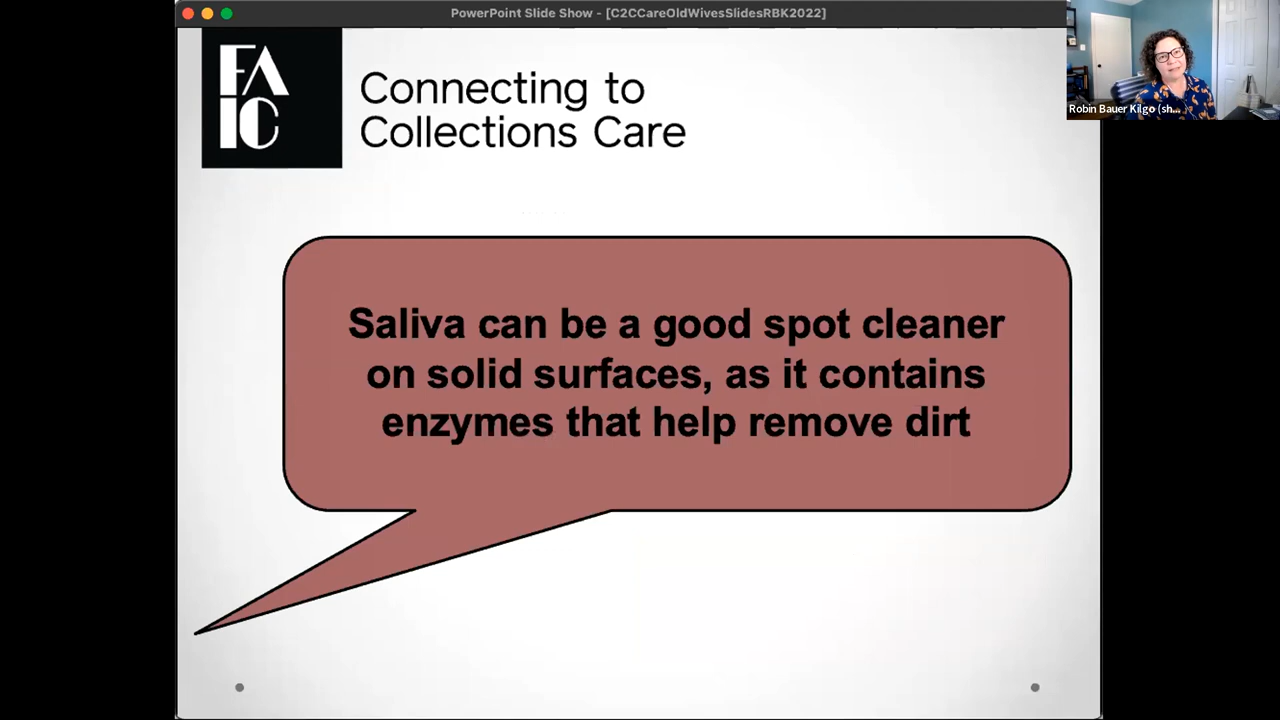 PowerPoint Slide Show - [C2CCareOldWivesSlidesRBK2022]
FA
IC
Connecting to
Collections Care
Robin Bauer Kilgo (sh...
Saliva can be a good spot cleaner
on solid surfaces, as it contains
enzymes that help remove dirt